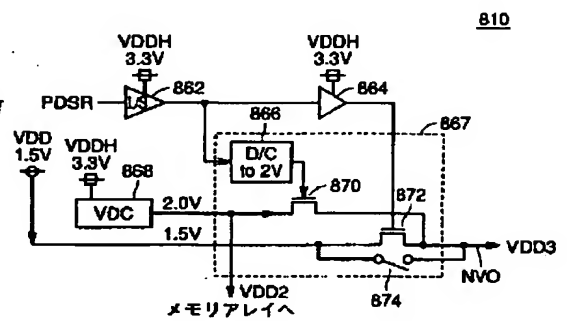 810
VDDH
3.3V
862
VDDH
3.3V
864
PDSR
L/S
866
867
D/C
to 2V
VDD
1.5V
VDDH
3.3V
868
VDC
2.0V
870
872
1.5V
VDD3
NVO
874
VDD2
メモリアレイへ